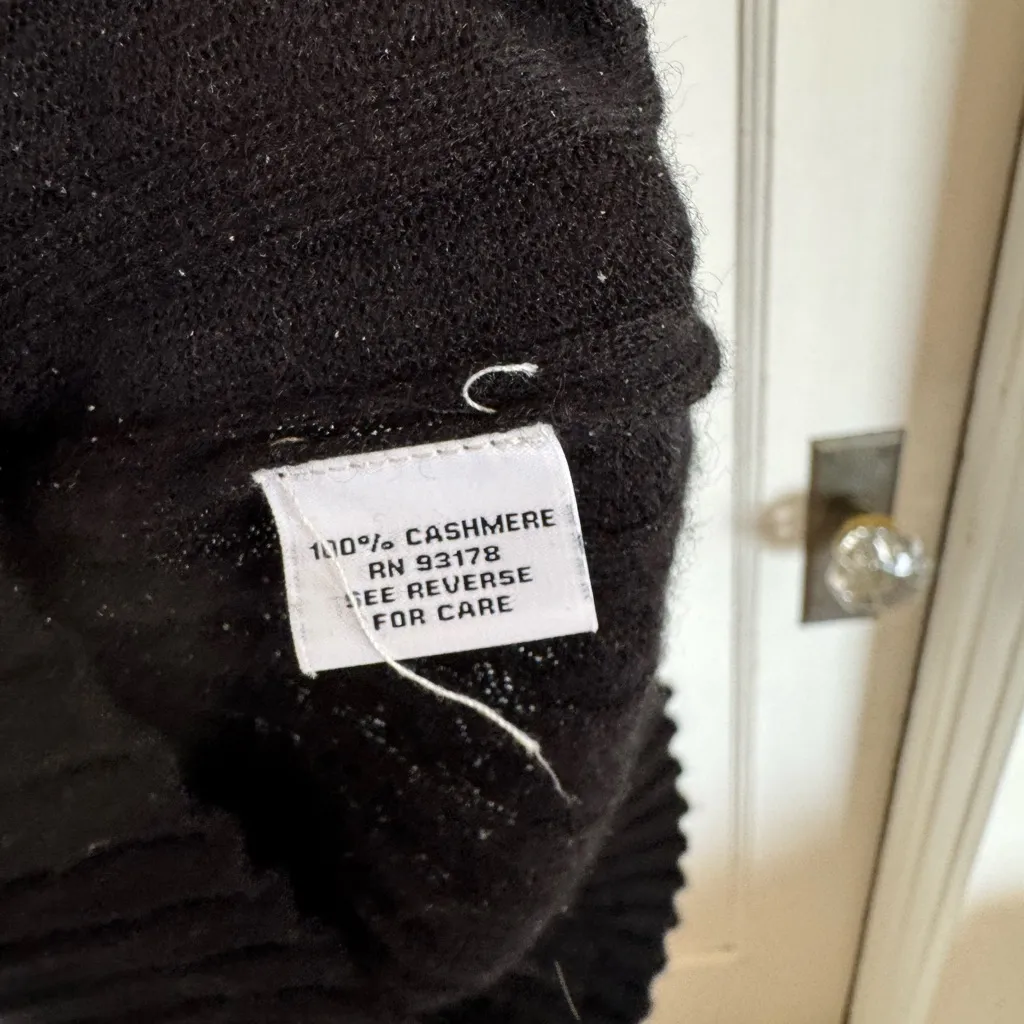 100% CASHMERE
RN 93178
SEE REVERSE
FOR CARE